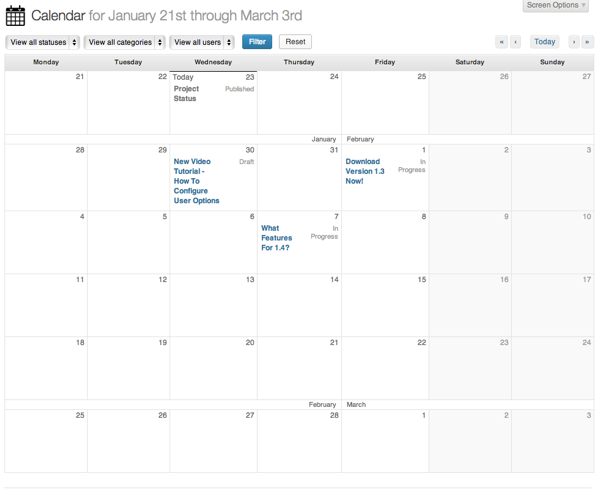 Screen Options ▾
Calendar for January 21st through March 3rd
View all statuses View all categories View all users Filter Reset « ‹ Today › »
Monday Tuesday Wednesday Thursday Friday Saturday Sunday
21 22 Today 23 24 25 26 27
Project Published
Status
January February
28 29 30 31 1 2 3
New Video Draft Download In
Tutorial - Version 1.3 Progress
How To Now!
Configure
User Options
4 5 6 7 8 9 10
What In
Features Progress
For 1.4?
11 12 13 14 15 16 17
18 19 20 21 22 23 24
February March
25 26 27 28 1 2 3